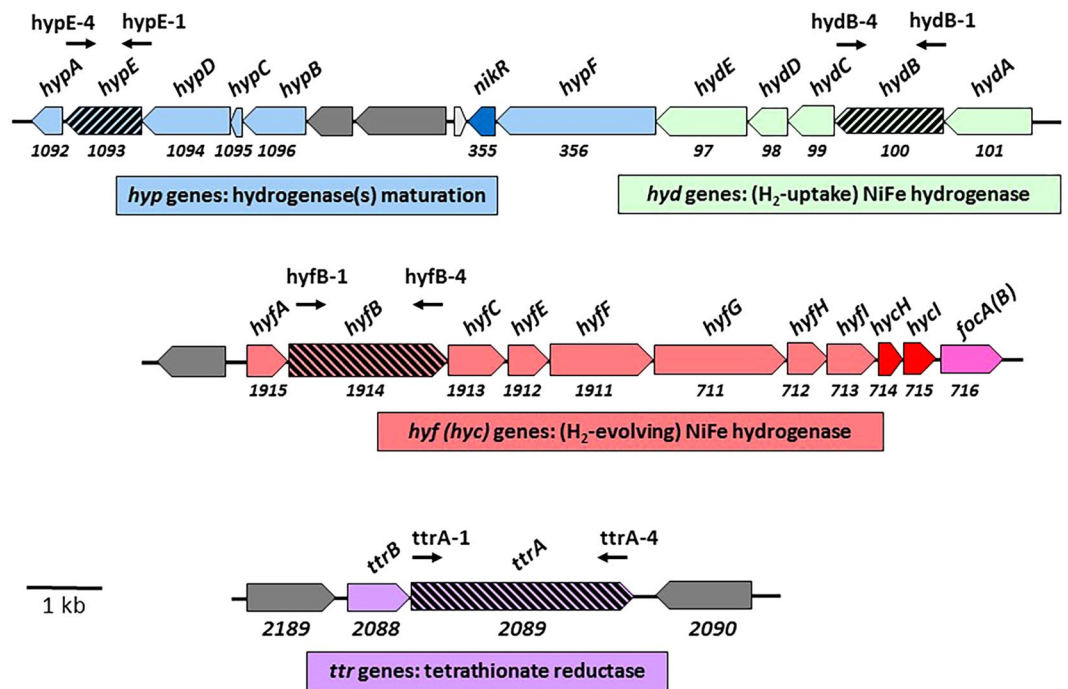 hypE-4 hypE-1 hydB-4 hydB-1
hypA hypE hypD hypC hypB nikR hypF hydE hydD hydC hydB hydA
1092 1093 1094 1095 1096 355 356 97 98 99 100 101
hyp genes: hydrogenase(s) maturation
hyd genes: (H₂-uptake) NiFe hydrogenase
hyfB-1 hyfB-4
hyfA hyfB hyfC hyfE hyfF hyfG hyfH hyfI hycH hycI focA(B)
1915 1914 1913 1912 1911 711 712 713 714 715 716
hyf (hyc) genes: (H₂-evolving) NiFe hydrogenase
ttrA-1 ttrA-4
ttrB ttrA
1 kb
2189 2088 2089 2090
ttr genes: tetrathionate reductase